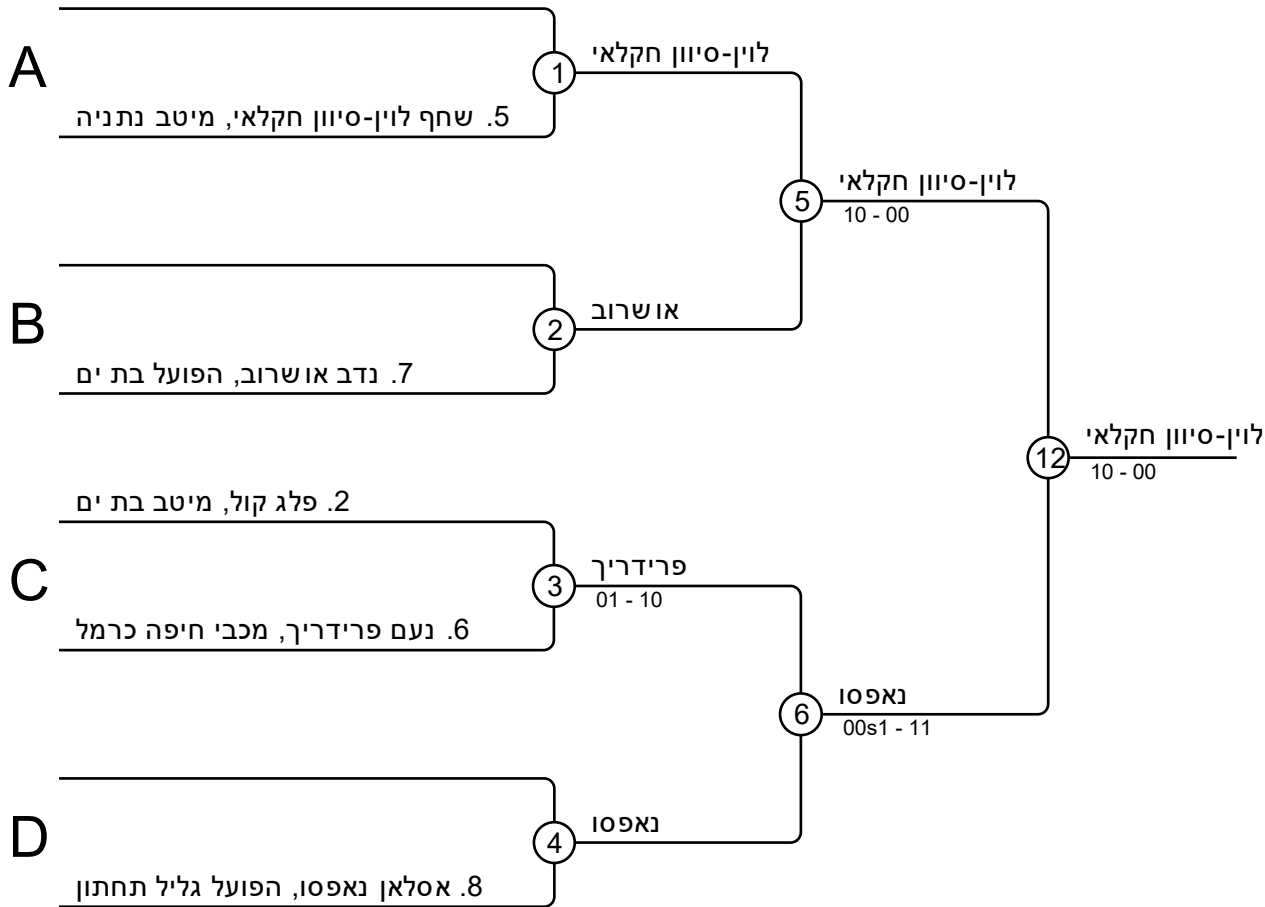 A
1
לוין-סיוון חקלאי
5. שחף לוין-סיוון חקלאי, מיטב נתניה
5
לוין-סיוון חקלאי
10 - 00
B
2
אושרוב
7. נדב אושרוב, הפועל בת ים
12
לוין-סיוון חקלאי
10 - 00
2. פלג קול, מיטב בת ים
C
3
פרידריך
01 - 10
6. נעם פרידריך, מכבי חיפה כרמל
6
נאפסו
00s1 - 11
D
4
נאפסו
8. אסלאן נאפסו, הפועל גליל תחתון